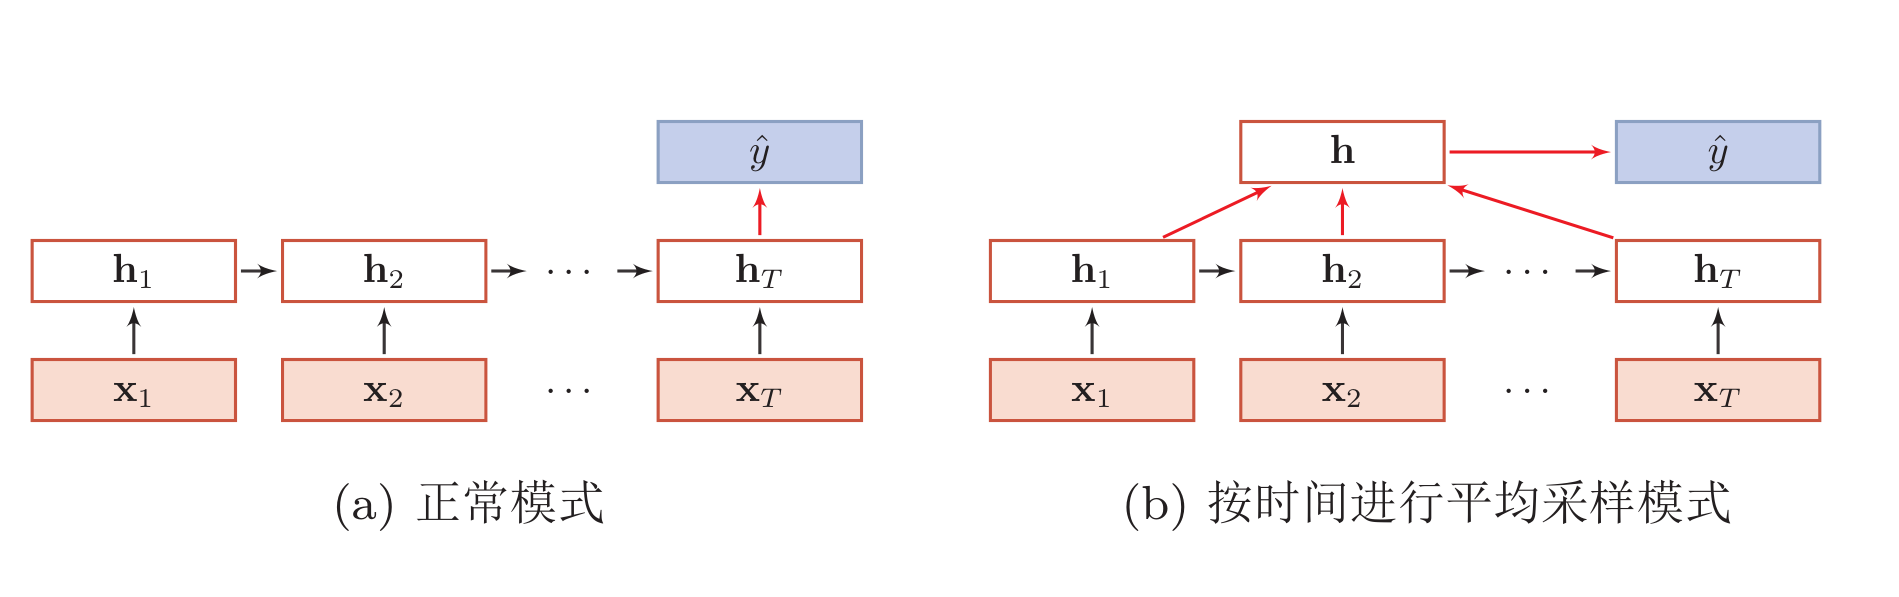 ŷ
h₁ h₂ ··· h_T
x₁ x₂ ··· x_T
(a) 正常模式
h ŷ
h₁ h₂ ··· h_T
x₁ x₂ ··· x_T
(b) 按时间进行平均采样模式